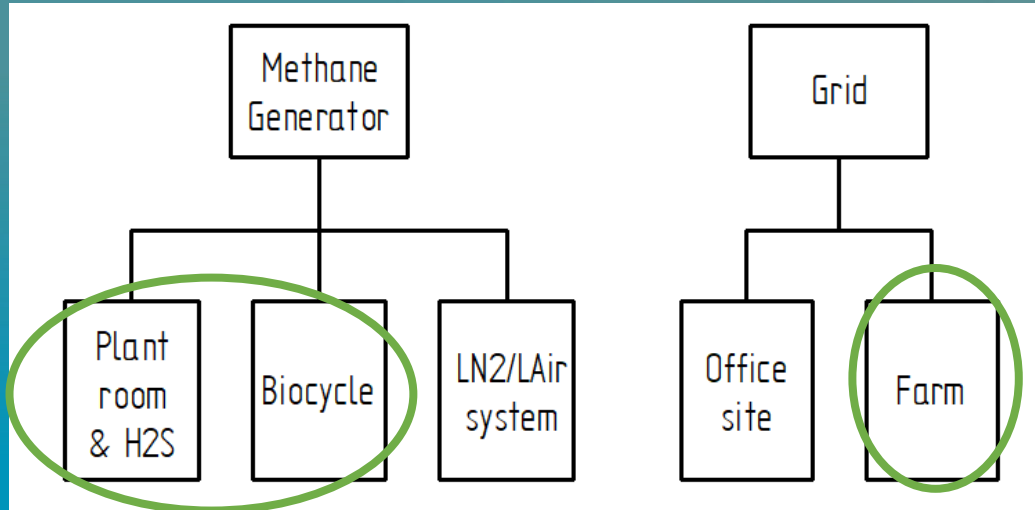 Methane
Generator
Grid
Plant
room
& H2S
Biocycle
LN2/LAir
system
Office
site
Farm